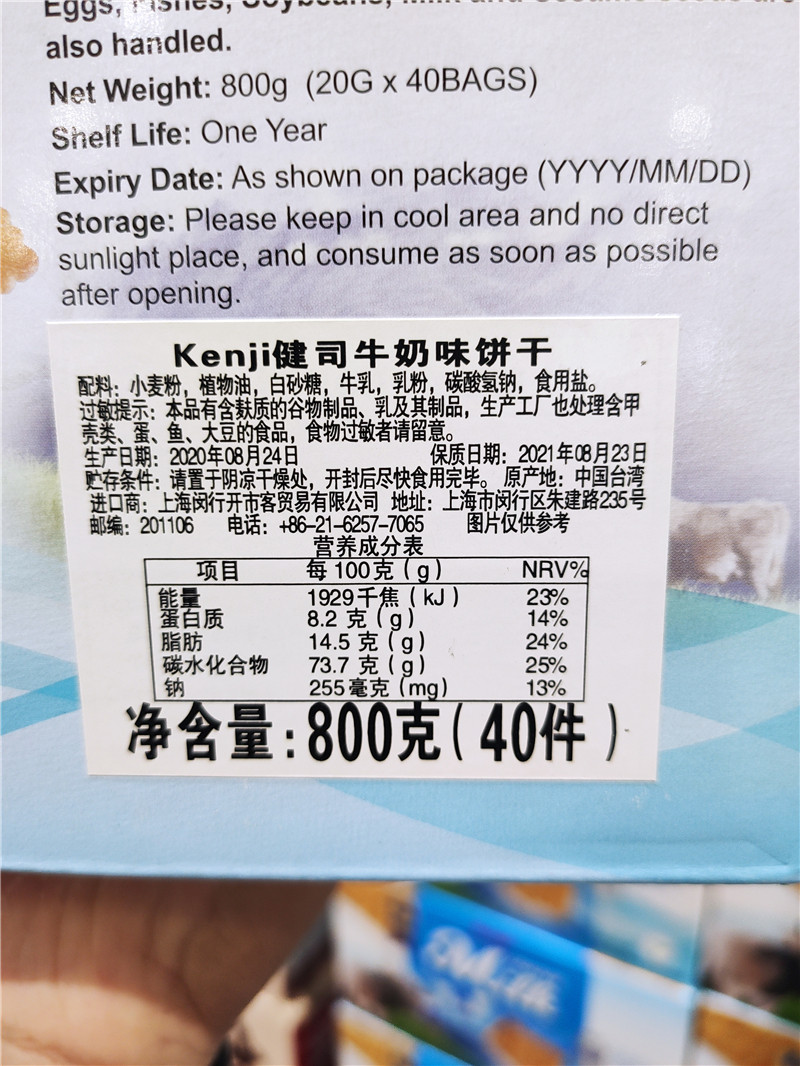 Eggs,
also handled.
Net Weight: 800g (20G x 40BAGS)
Shelf Life: One Year
Expiry Date: As shown on package (YYYY/MM/DD)
Storage: Please keep in cool area and no direct
sunlight place, and consume as soon as possible
after opening.
Kenji健司牛奶味饼干
配料：小麦粉，植物油，白砂糖，牛乳，乳粉，碳酸氢钠，食用盐。
过敏提示：本品有含麸质的谷物制品、乳及其制品，生产工厂也处理含甲
壳类、蛋、鱼、大豆的食品，食物过敏者请留意。
生产日期：2020年08月24日 保质日期：2021年08月23日
贮存条件：请置于阴凉干燥处，开封后尽快食用完毕。 原产地：中国台湾
进口商：上海闵行开市客贸易有限公司 地址：上海市闵行区朱建路235号
邮编：201106 电话：+86-21-6257-7065 图片仅供参考
营养成分表
项目 每100克（g） NRV%
能量 1929千焦（kJ） 23%
蛋白质 8.2 克（g） 14%
脂肪 14.5 克（g） 24%
碳水化合物 73.7 克（g） 25%
钠 255毫克（mg） 13%
净含量：800克（40件）